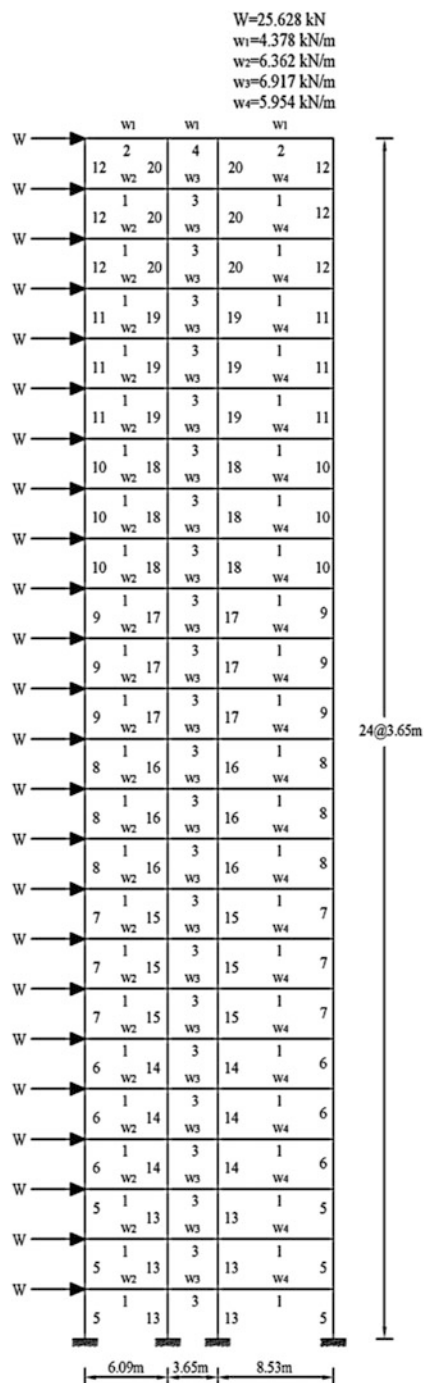 W=25.628 kN
w1=4.378 kN/m
w2=6.362 kN/m
w3=6.917 kN/m
w4=5.954 kN/m
w1 w1 w1
W
2 4 2
12 w2 20 w3 20 w4 12
W
1 3 1
12 w2 20 w3 20 w4 12
W
1 3 1
12 w2 20 w3 20 w4 12
W
1 3 1
11 w2 19 w3 19 w4 11
W
1 3 1
11 w2 19 w3 19 w4 11
W
1 3 1
11 w2 19 w3 19 w4 11
W
1 3 1
10 w2 18 w3 18 w4 10
W
1 3 1
10 w2 18 w3 18 w4 10
W
1 3 1
10 w2 18 w3 18 w4 10
W
1 3 1
9 w2 17 w3 17 w4 9
W
1 3 1
9 w2 17 w3 17 w4 9
W
1 3 1
9 w2 17 w3 17 w4 9
24@3.65m
W
1 3 1
8 w2 16 w3 16 w4 8
W
1 3 1
8 w2 16 w3 16 w4 8
W
1 3 1
8 w2 16 w3 16 w4 8
W
1 3 1
7 w2 15 w3 15 w4 7
W
1 3 1
7 w2 15 w3 15 w4 7
W
1 3 1
7 w2 15 w3 15 w4 7
W
1 3 1
6 w2 14 w3 14 w4 6
W
1 3 1
6 w2 14 w3 14 w4 6
W
1 3 1
6 w2 14 w3 14 w4 6
W
1 3 1
5 w2 13 w3 13 w4 5
W
1 3 1
5 w2 13 w3 13 w4 5
W
1 3 1
5 13 13 5
6.09m 3.65m 8.53m